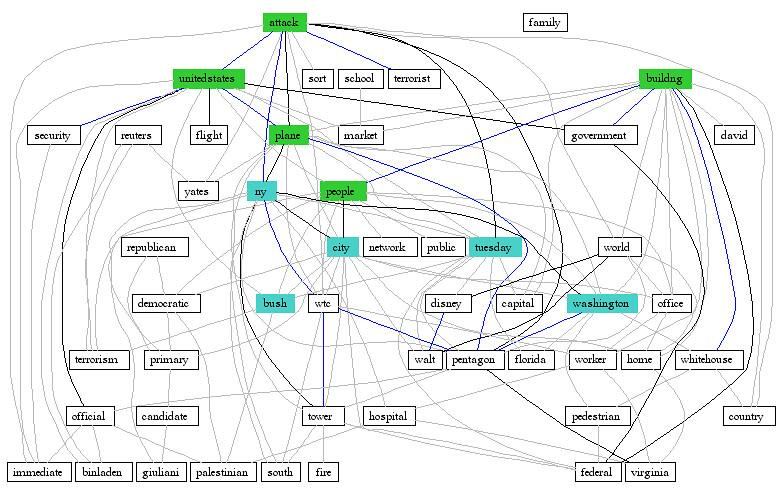 attack family
unitedstates sort school terrorist buildng
security reuters flight plane market government david
yates ny people
republican city network public tuesday world
democratic bush wtc disney capital washington office
terrorism primary walt pentagon florida worker home whitehouse
official candidate tower hospital pedestrian country
immediate binladen giuliani palestinian south fire federal virginia